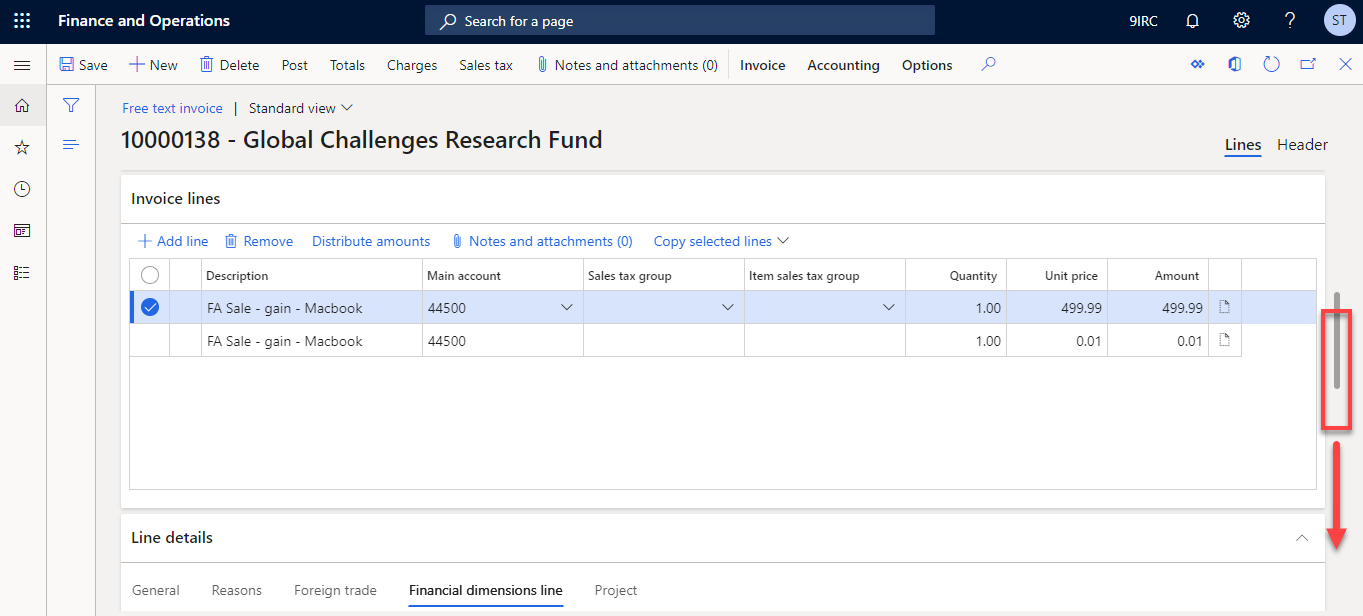 Finance and Operations
Search for a page
9IRC
?
ST
Save
New
Delete
Post
Totals
Charges
Sales tax
Notes and attachments (0)
Invoice
Accounting
Options
Free text invoice | Standard view
10000138 - Global Challenges Research Fund
Lines Header
Invoice lines
Add line Remove Distribute amounts Notes and attachments (0) Copy selected lines
Description Main account Sales tax group Item sales tax group Quantity Unit price Amount
FA Sale - gain - Macbook 44500 1.00 499.99 499.99
FA Sale - gain - Macbook 44500 1.00 0.01 0.01
Line details
General Reasons Foreign trade Financial dimensions line Project